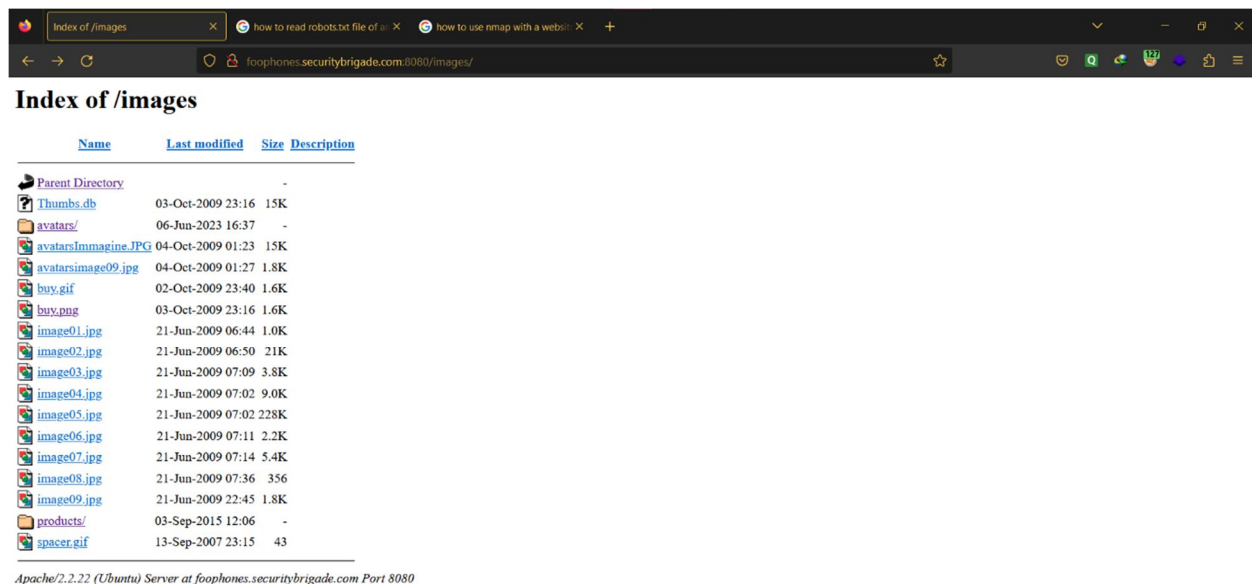 Index of /images
how to read robots.txt file of an
how to use nmap with a websit
foophones.securitybrigade.com:8080/images/
127
Index of /images
Name Last modified Size Description
Parent Directory -
Thumbs.db 03-Oct-2009 23:16 15K
avatars/ 06-Jun-2023 16:37 -
avatarsImmagine.JPG 04-Oct-2009 01:23 15K
avatarsimage09.jpg 04-Oct-2009 01:27 1.8K
buy.gif 02-Oct-2009 23:40 1.6K
buy.png 03-Oct-2009 23:16 1.6K
image01.jpg 21-Jun-2009 06:44 1.0K
image02.jpg 21-Jun-2009 06:50 21K
image03.jpg 21-Jun-2009 07:09 3.8K
image04.jpg 21-Jun-2009 07:02 9.0K
image05.jpg 21-Jun-2009 07:02 228K
image06.jpg 21-Jun-2009 07:11 2.2K
image07.jpg 21-Jun-2009 07:14 5.4K
image08.jpg 21-Jun-2009 07:36 356
image09.jpg 21-Jun-2009 22:45 1.8K
products/ 03-Sep-2015 12:06 -
spacer.gif 13-Sep-2007 23:15 43
Apache/2.2.22 (Ubuntu) Server at foophones.securitybrigade.com Port 8080